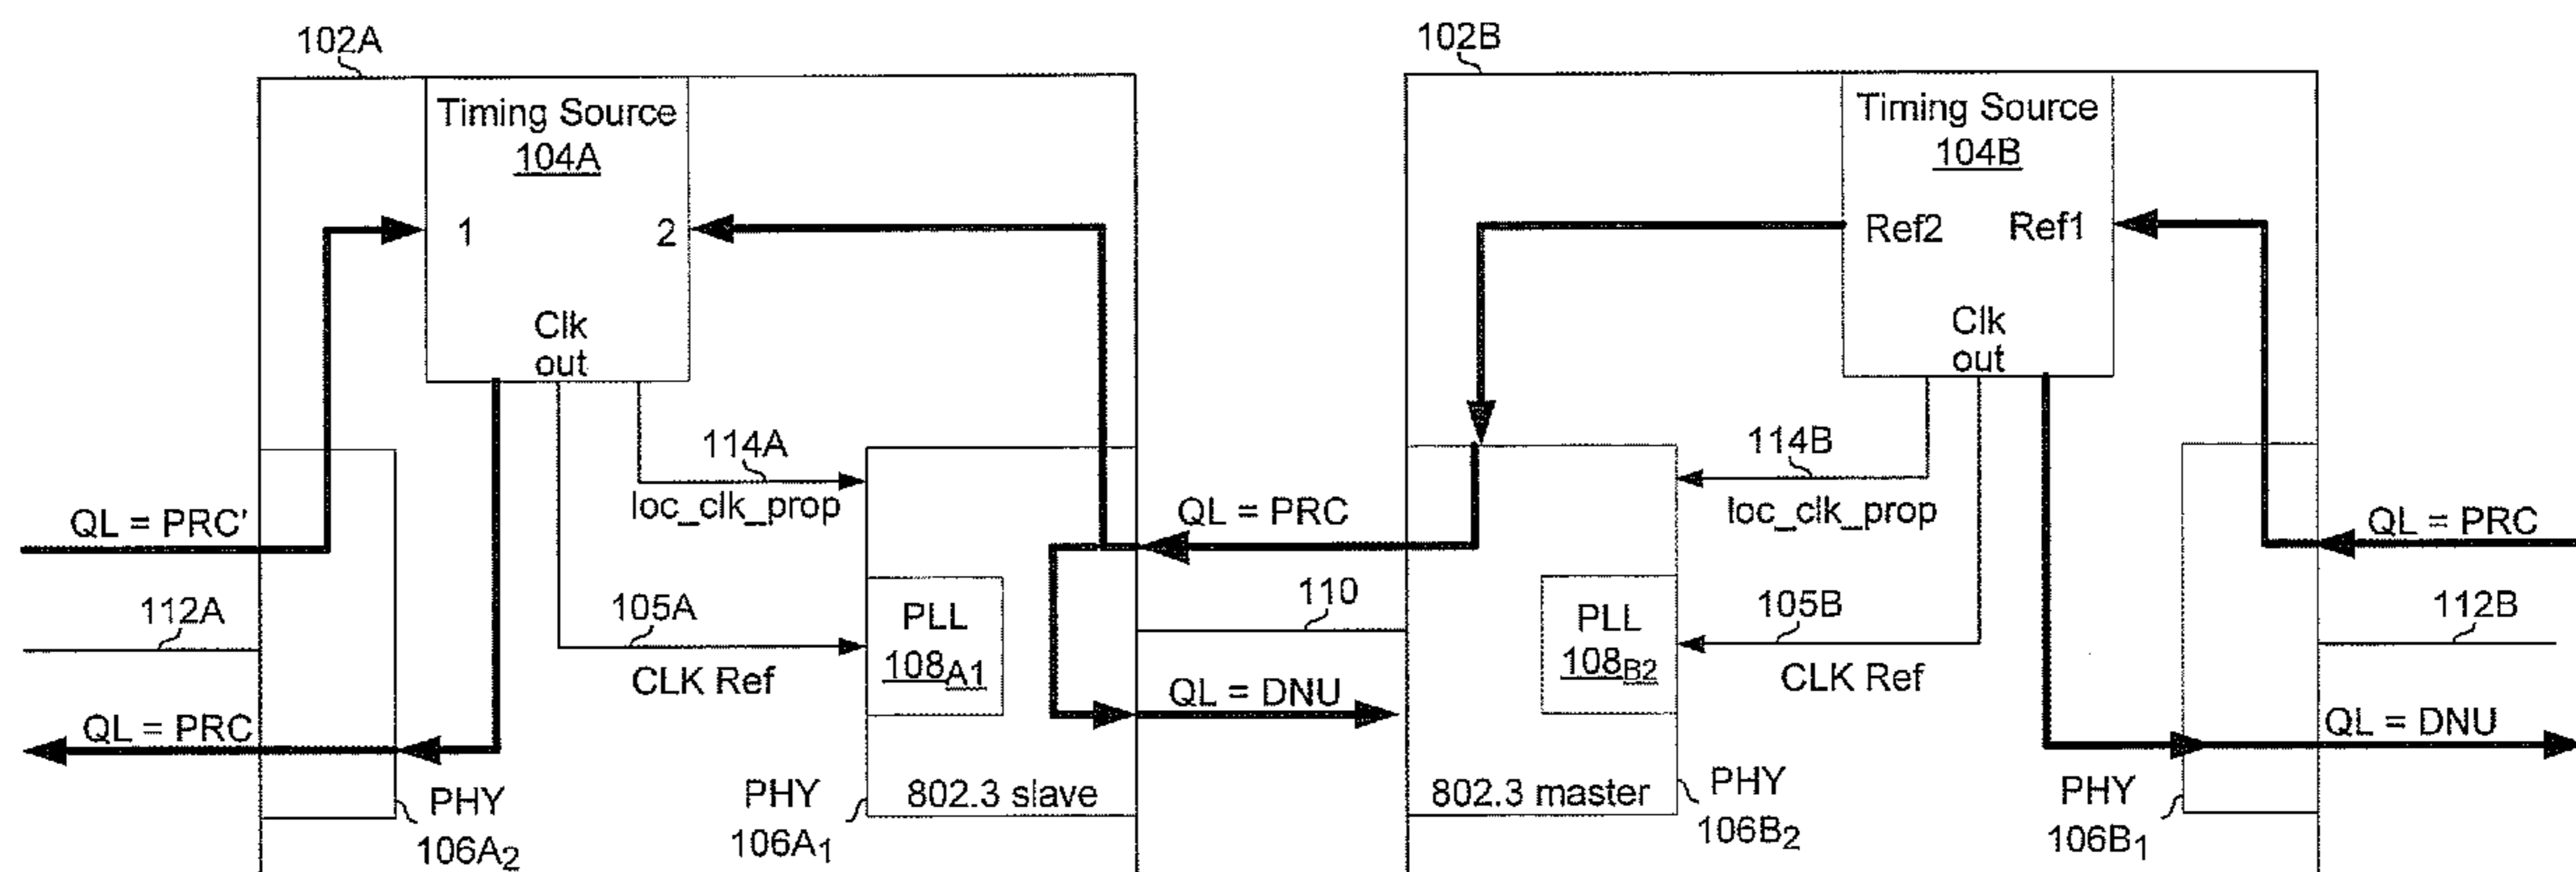 102A
102B
Timing Source
104A
1
2
Clk
out
Timing Source
104B
Ref2
Ref1
Clk
out
114A
loc_clk_prop
114B
loc_clk_prop
QL = PRC'
QL = PRC
QL = PRC
112A
105A
CLK Ref
PLL
108A1
110
PLL
108B2
105B
CLK Ref
112B
QL = PRC
QL = DNU
QL = DNU
PHY
106A2
PHY
106A1
802.3 slave
802.3 master
PHY
106B2
PHY
106B1